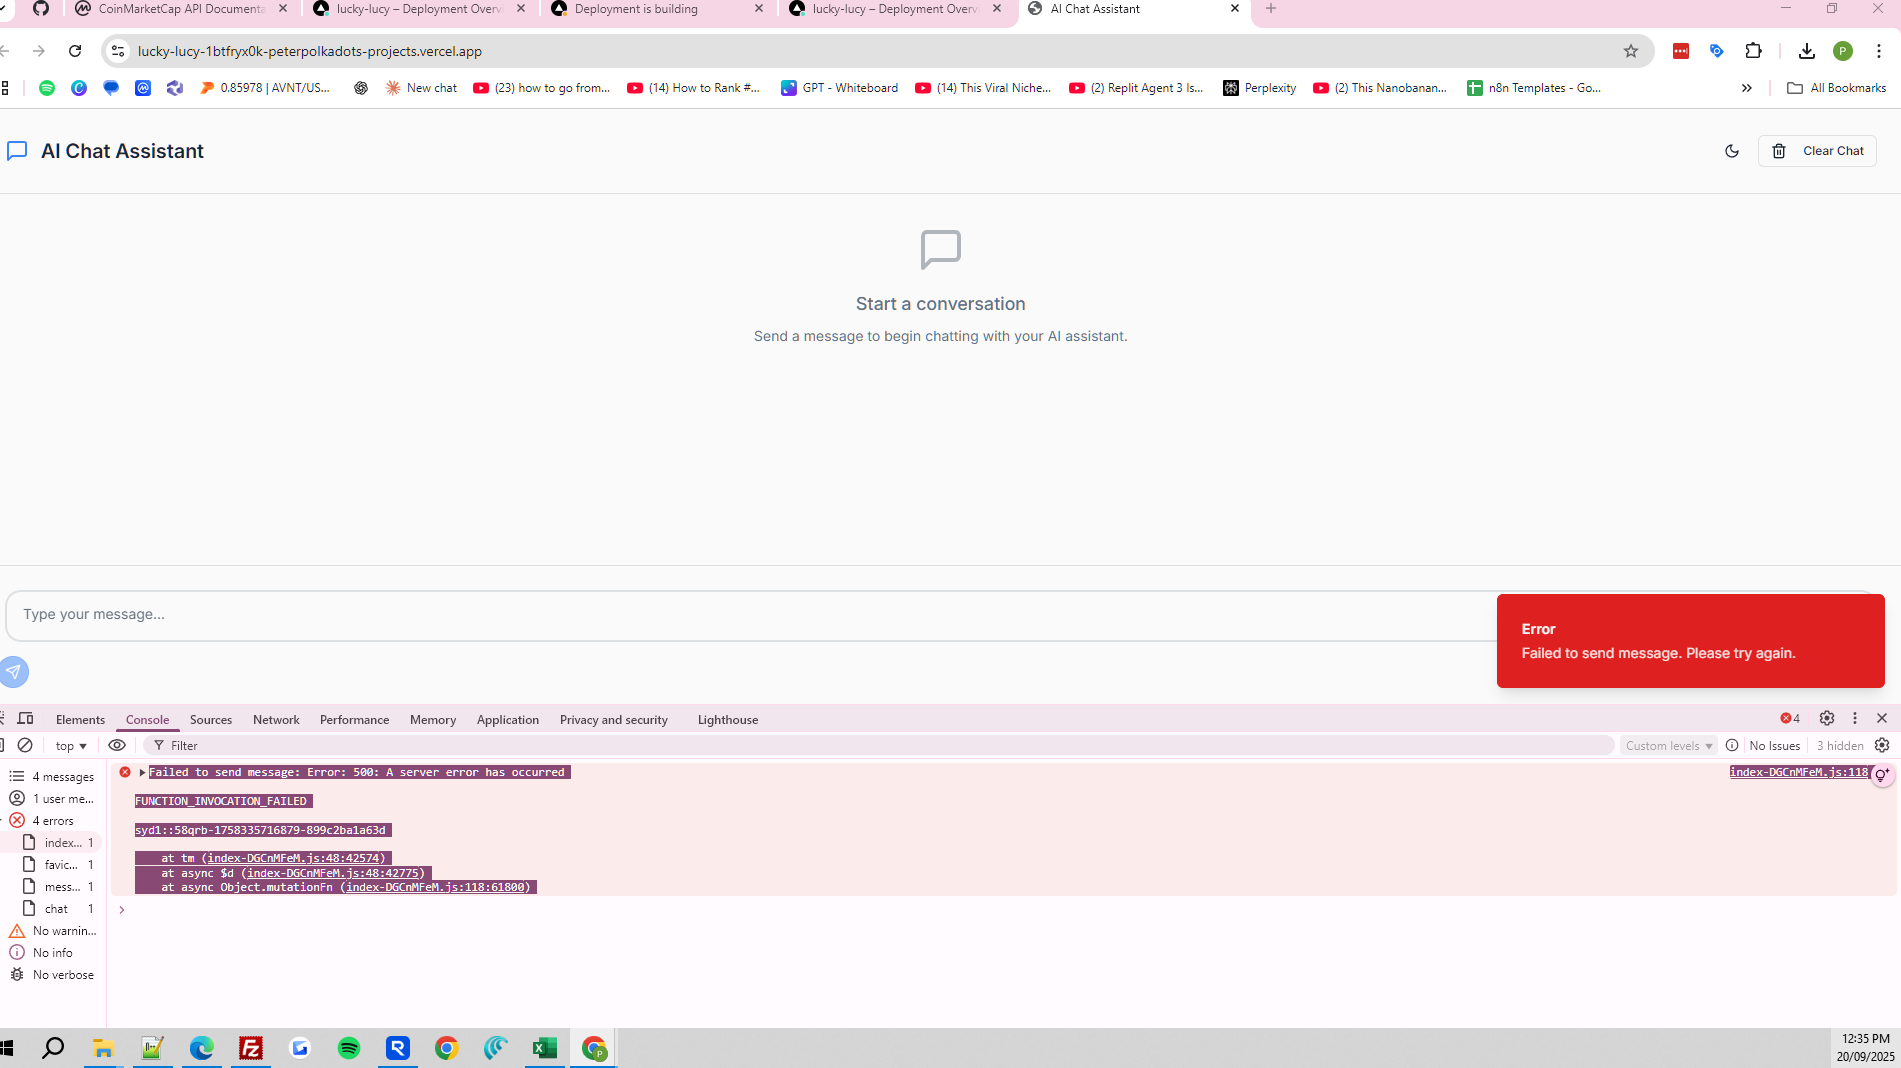 CoinMarketCap API Documenta
lucky-lucy – Deployment Overv
Deployment is building
lucky-lucy – Deployment Overv
AI Chat Assistant
lucky-lucy-1btfryx0k-peterpolkadots-projects.vercel.app
P
0.85978 | AVNT/US...
New chat
(23) how to go from...
(14) How to Rank #...
GPT - Whiteboard
(14) This Viral Niche...
(2) Replit Agent 3 Is...
Perplexity
(2) This Nanobanan...
n8n Templates - Go...
All Bookmarks
AI Chat Assistant
Clear Chat
Start a conversation
Send a message to begin chatting with your AI assistant.
Type your message...
Error
Failed to send message. Please try again.
Elements Console Sources Network Performance Memory Application Privacy and security Lighthouse
4
top Filter Custom levels No Issues 3 hidden
4 messages
1 user me...
4 errors
index... 1
favic... 1
mess... 1
chat 1
No warnin...
No info
No verbose
Failed to send message: Error: 500: A server error has occurred
index-DGCnMFeM.js:118
FUNCTION_INVOCATION_FAILED
syd1::58qrb-1758335716879-899c2ba1a63d
at tm (index-DGCnMFeM.js:48:42574)
at async $d (index-DGCnMFeM.js:48:42775)
at async Object.mutationFn (index-DGCnMFeM.js:118:61800)
12:35 PM
20/09/2025